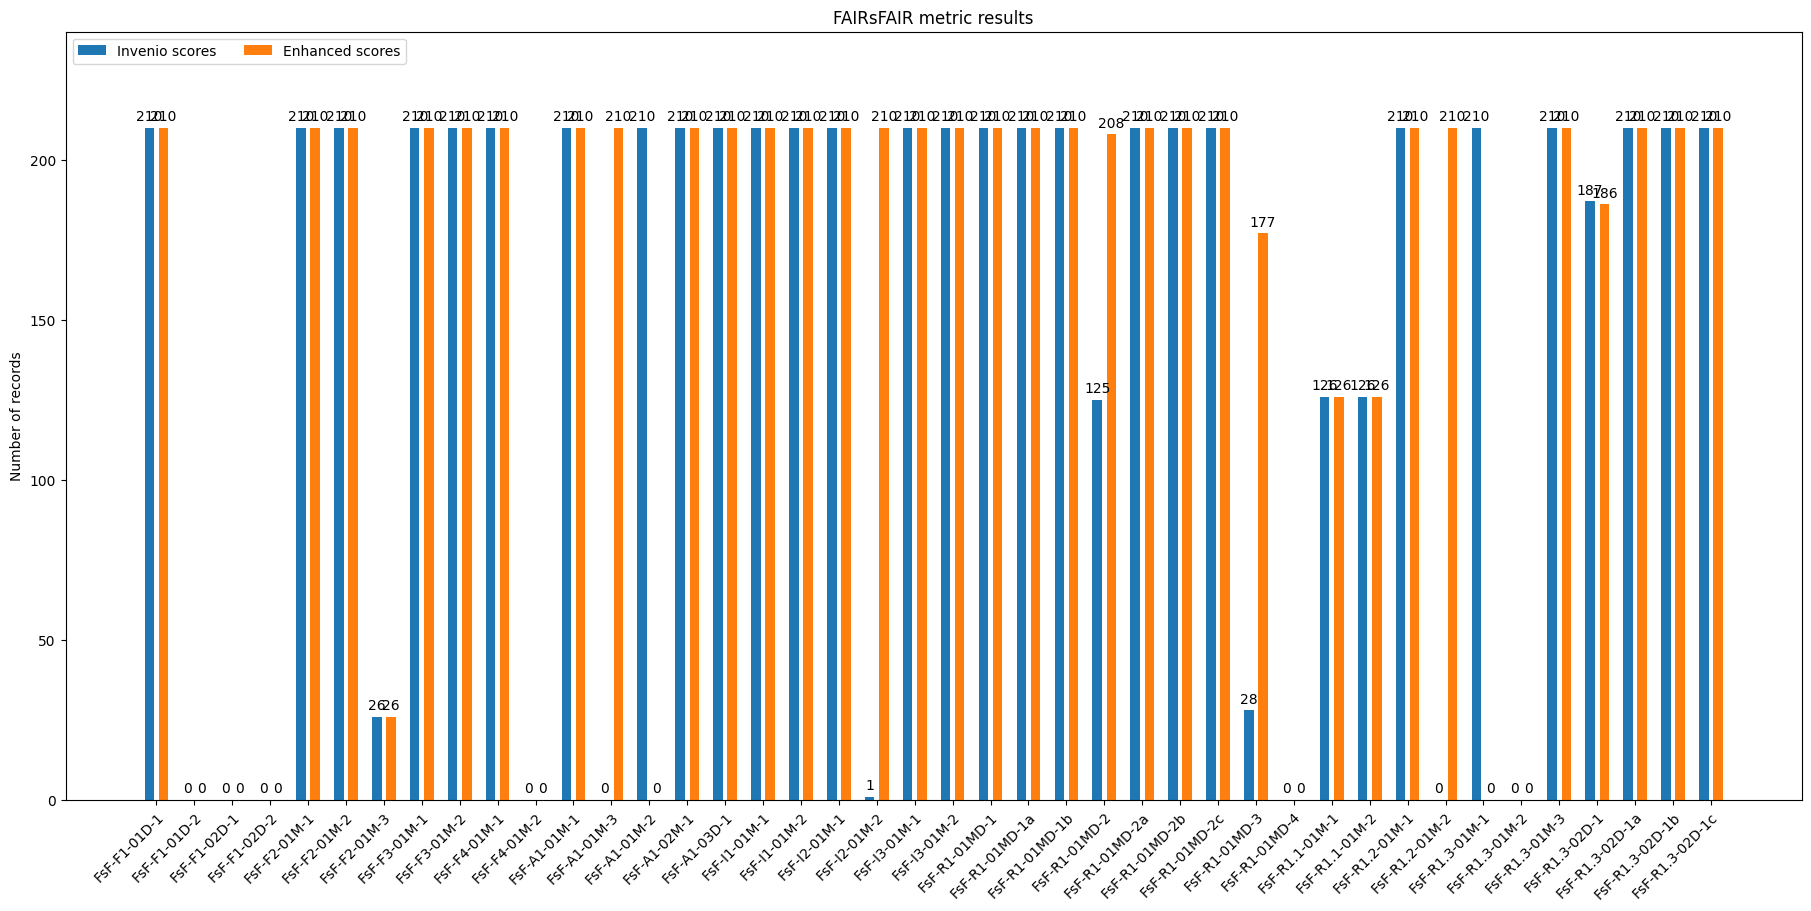 FAIRsFAIR metric results
Invenio scores
Enhanced scores
Number of records
200
150
100
50
0
210 210
0 0
0 0
0 0
210 210
210 210
26 26
210 210
210 210
210 210
0 0
210 210
0 210
210 0
210 210
210 210
210 210
210 210
210 210
1 210
210 210
210 210
210 210
210 210
210 210
125 208
210 210
210 210
210 210
28 177
0 0
126 126
126 126
210 210
0 210
210 0
0 0
210 210
187 186
210 210
210 210
210 210
FsF-F1-01D-1
FsF-F1-01D-2
FsF-F1-02D-1
FsF-F1-02D-2
FsF-F2-01M-1
FsF-F2-01M-2
FsF-F2-01M-3
FsF-F3-01M-1
FsF-F3-01M-2
FsF-F4-01M-1
FsF-F4-01M-2
FsF-A1-01M-1
FsF-A1-01M-3
FsF-A1-01M-2
FsF-A1-02M-1
FsF-A1-03D-1
FsF-I1-01M-1
FsF-I1-01M-2
FsF-I2-01M-1
FsF-I2-01M-2
FsF-I3-01M-1
FsF-I3-01M-2
FsF-R1-01MD-1
FsF-R1-01MD-1a
FsF-R1-01MD-1b
FsF-R1-01MD-2
FsF-R1-01MD-2a
FsF-R1-01MD-2b
FsF-R1-01MD-2c
FsF-R1-01MD-3
FsF-R1-01MD-4
FsF-R1.1-01M-1
FsF-R1.1-01M-2
FsF-R1.2-01M-1
FsF-R1.2-01M-2
FsF-R1.3-01M-1
FsF-R1.3-01M-2
FsF-R1.3-01M-3
FsF-R1.3-02D-1
FsF-R1.3-02D-1a
FsF-R1.3-02D-1b
FsF-R1.3-02D-1c